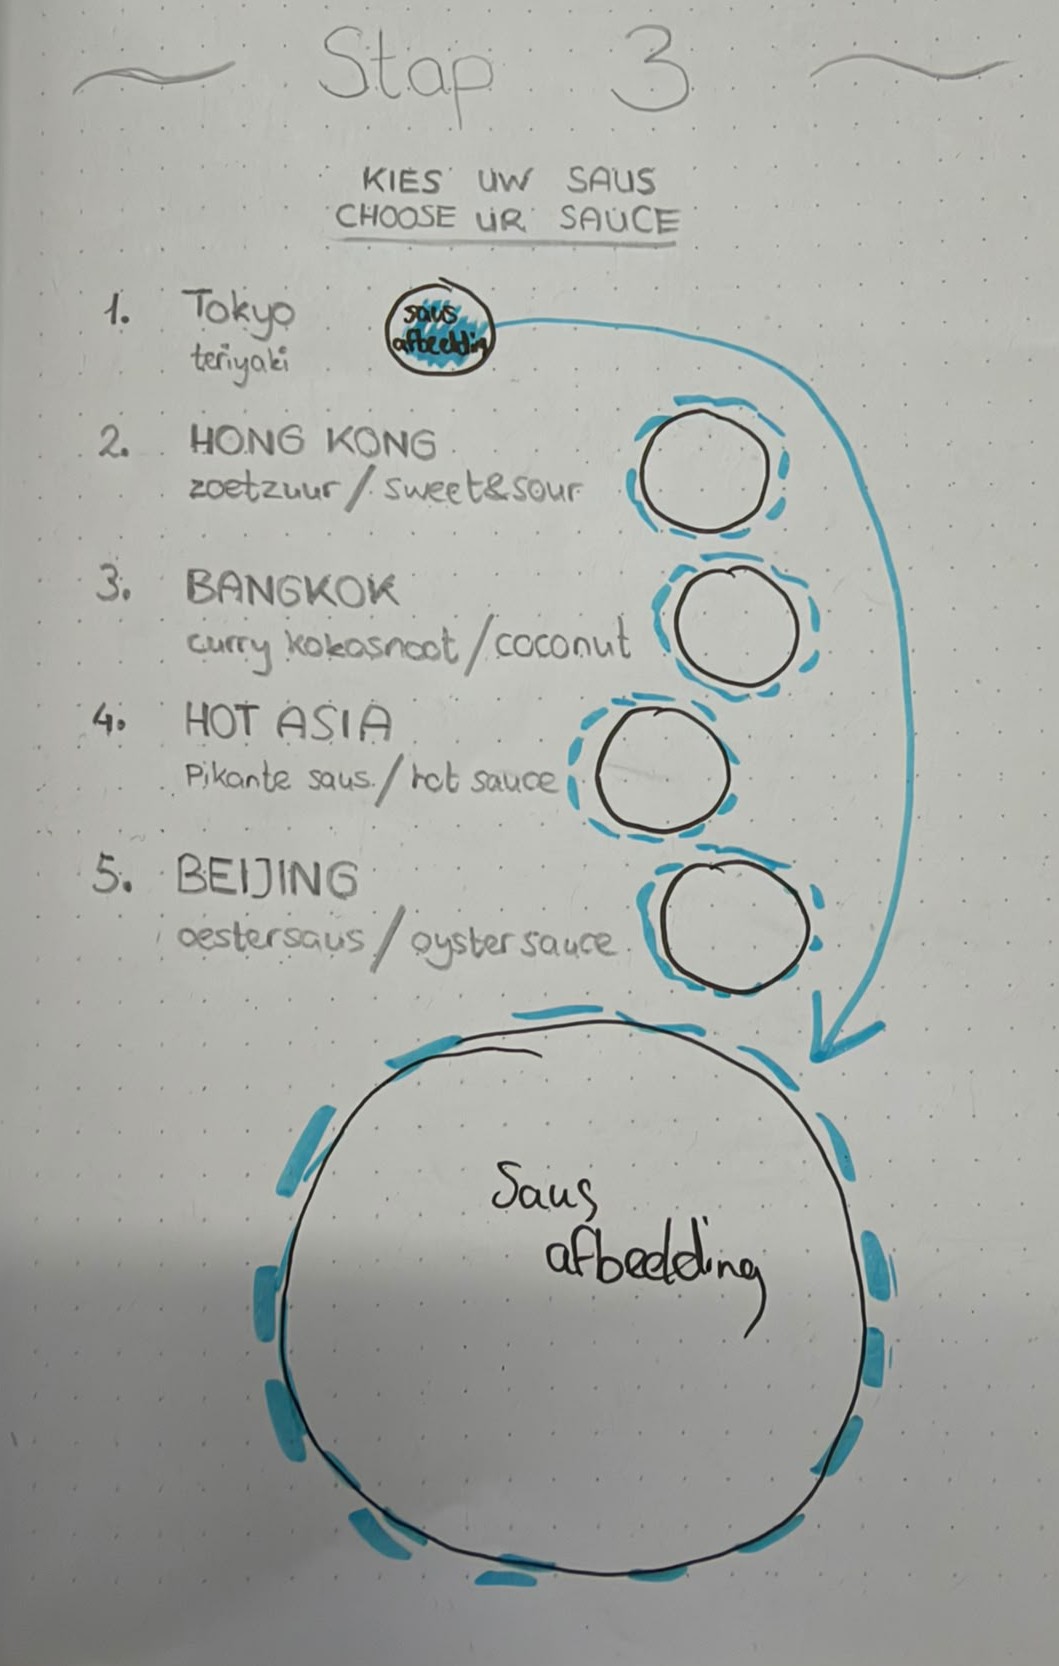 Stap 3
KIES UW SAUS
CHOOSE UR SAUCE
1. Tokyo
teriyaki
saus
afbeeldin
2. HONG KONG
zoetzuur / sweet&sour
3. BANGKOK
curry kokosnoot / coconut
4. HOT ASIA
Pikante saus / hot sauce
5. BEIJING
oestersaus / oyster sauce
Saus
afbeelding